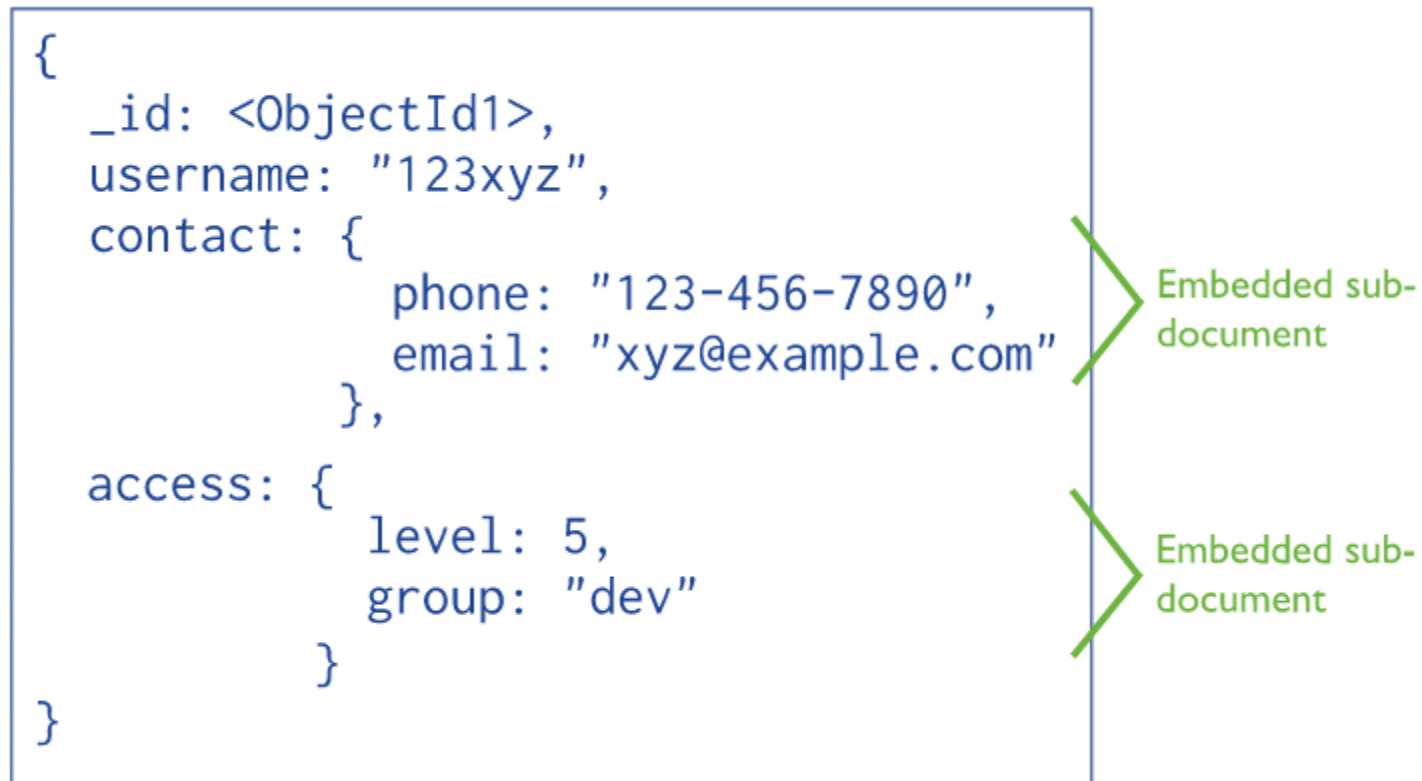 {
_id: <ObjectId1>,
username: "123xyz",
contact: {
phone: "123-456-7890",
email: "xyz@example.com"
},
access: {
level: 5,
group: "dev"
}
}
Embedded sub-
document
Embedded sub-
document